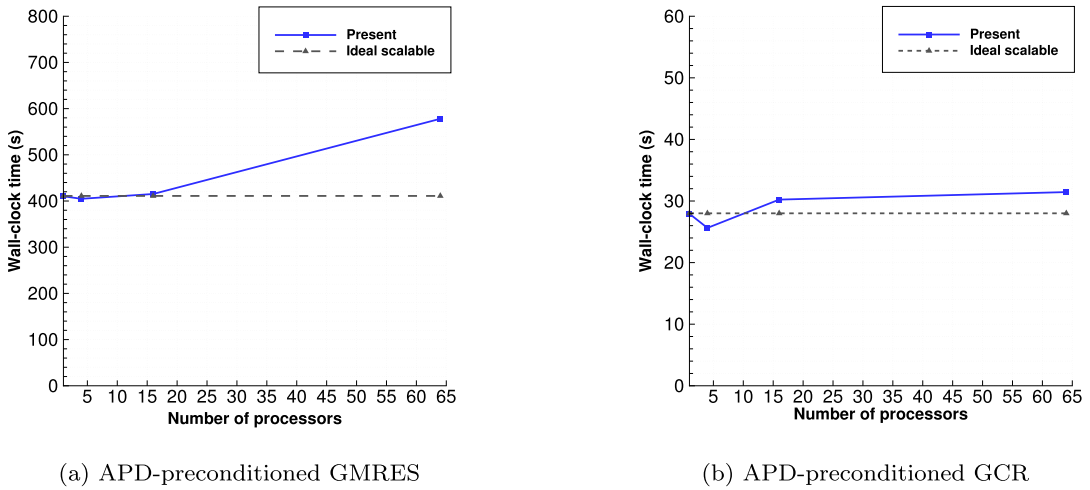 800
700
600
500
400
300
200
100
0
Wall-clock time (s)
Present
Ideal scalable
5 10 15 20 25 30 35 40 45 50 55 60 65
Number of processors
(a) APD-preconditioned GMRES
60
50
40
30
20
10
0
Wall-clock time (s)
Present
Ideal scalable
5 10 15 20 25 30 35 40 45 50 55 60 65
Number of processors
(b) APD-preconditioned GCR